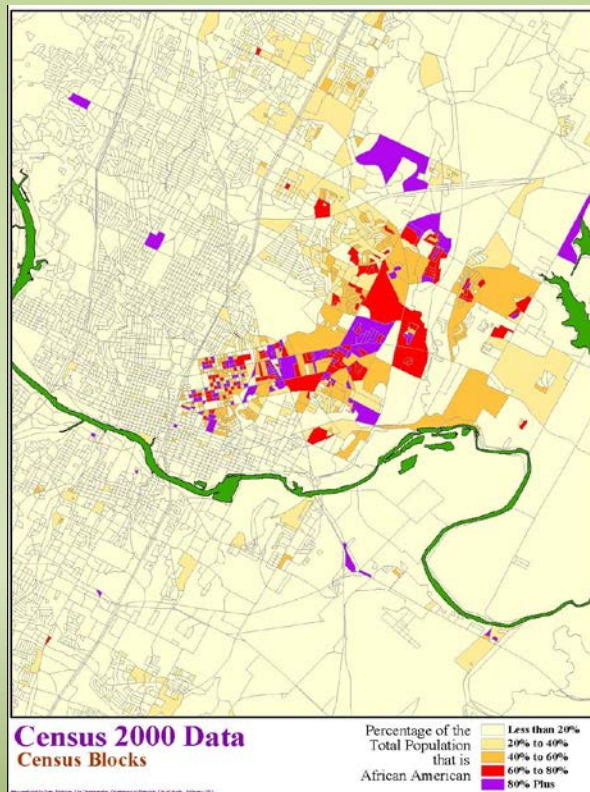 Census 2000 Data
Census Blocks
Percentage of the
Total Population
that is
African American
Less than 20%
20% to 40%
40% to 60%
60% to 80%
80% Plus